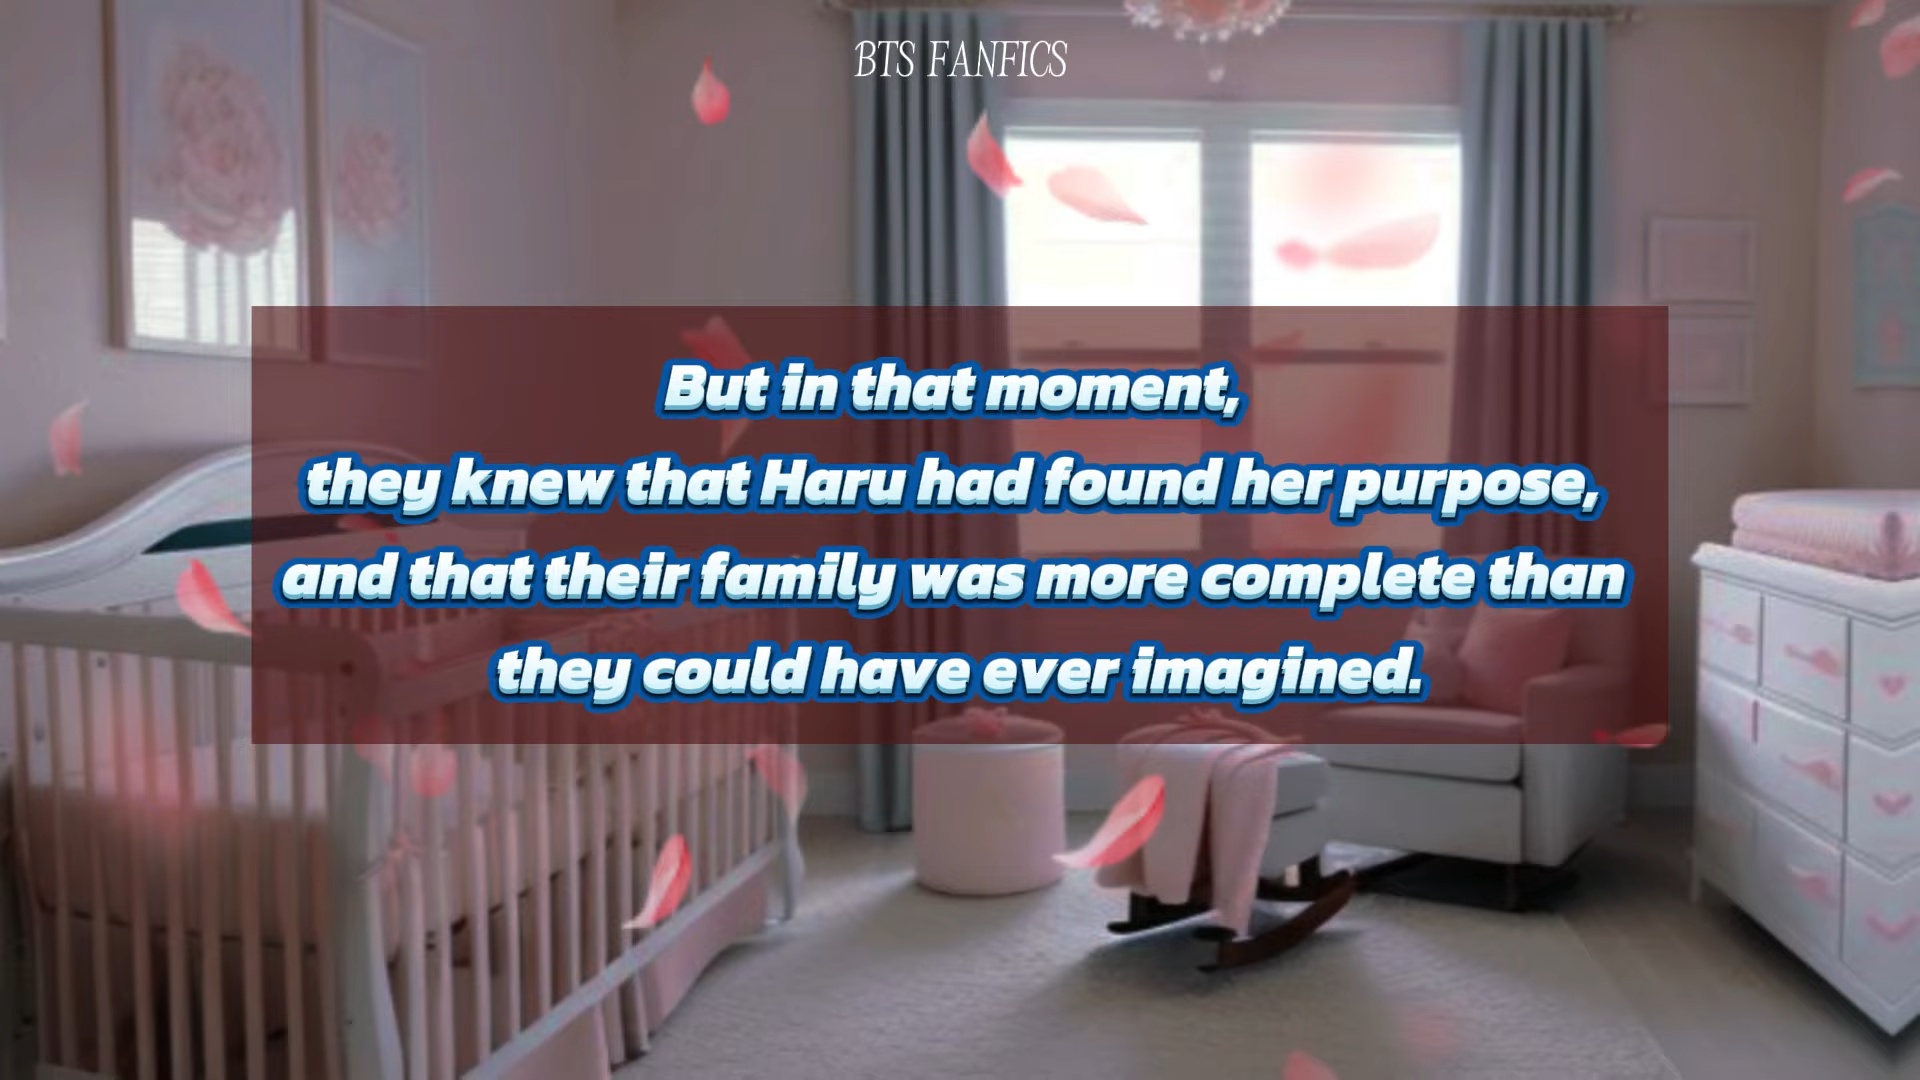 BTS FANFICS
But in that moment,
they knew that Haru had found her purpose,
and that their family was more complete than
they could have ever imagined.